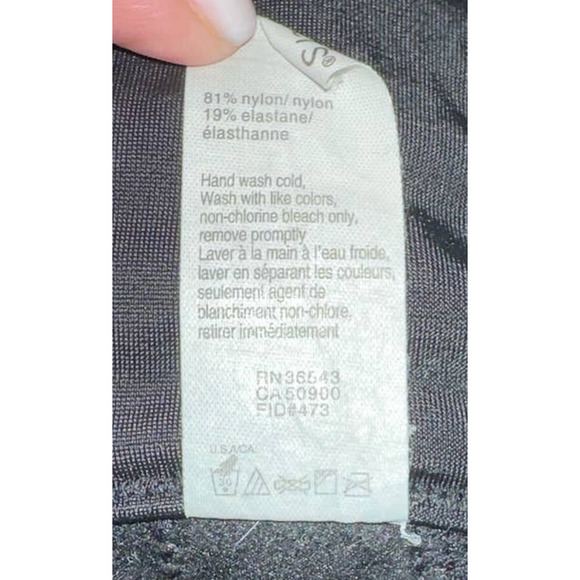 81% nylon/ nylon
19% elastane/
élasthanne
Hand wash cold,
Wash with like colors,
non-chlorine bleach only,
remove promptly
Laver à la main à l'eau froide,
laver en séparant les couleurs,
seulement agent de
blanchiment non-chlore,
retirer immédiatement
RN36543
CA50900
FID#473
U.S./CA.
30